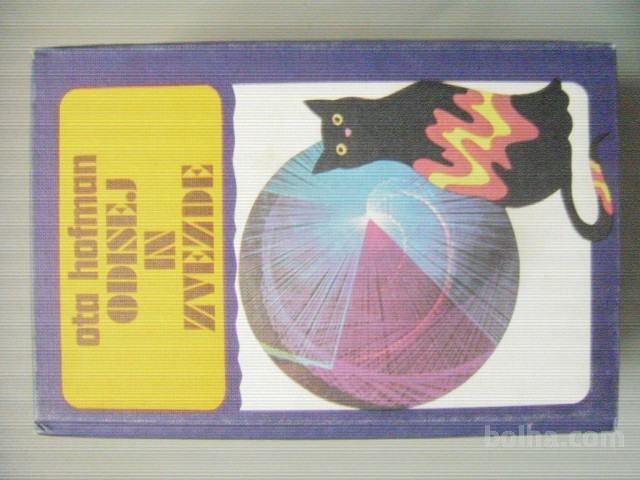 ota hofman
ODISEJ
IN
ZVEZDE
bolha.com